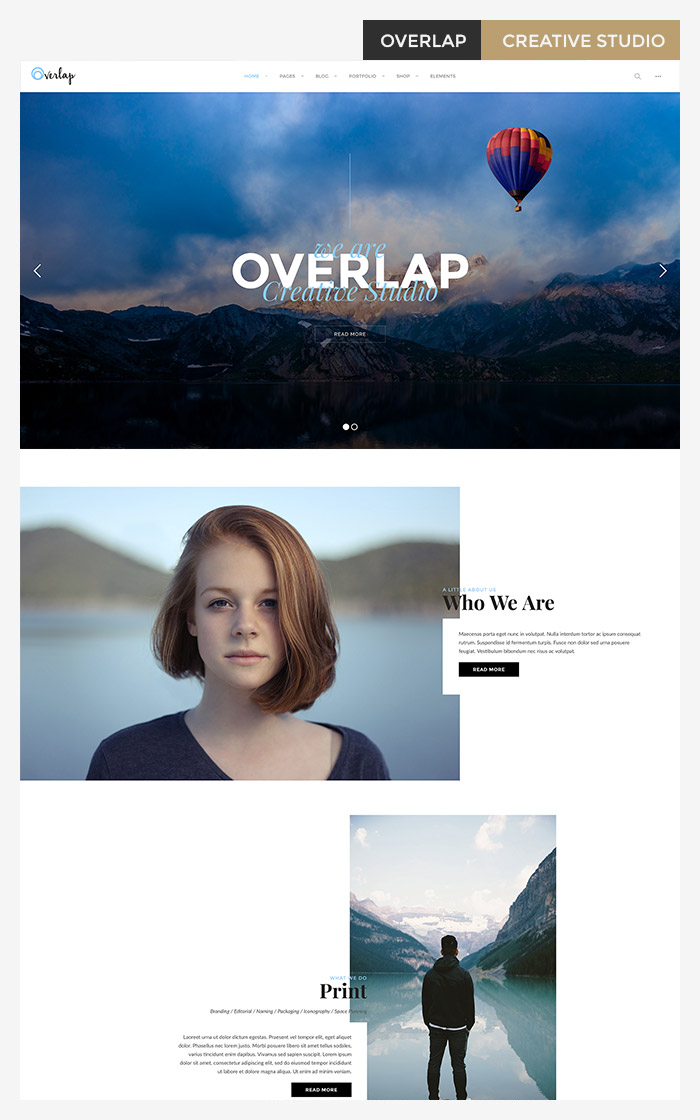 OVERLAP CREATIVE STUDIO
Overlap HOME PAGES BLOG PORTFOLIO SHOP ELEMENTS
we are
OVERLAP
Creative Studio
READ MORE
A LITTLE ABOUT US
Who We Are
Maecenas porta eget nunc in volutpat. Nulla interdum tortor ac ipsum consequat
rutrum. Suspendisse id fermentum turpis. Fusce non dolor sed urna posuere
feugiat. Vestibulum bibendum nec risus ac volutpat.
READ MORE
WHAT WE DO
Print
Branding / Editorial / Naming / Packaging / Iconography / Space Planning
Laoreet urna ut dolor dictum egestas. Praesent vel tempor elit, eget aliquet
dolor. Phasellus nec lorem justo. Morbi posuere libero sit amet tellus sodales,
varius tincidunt enim dapibus. Vivamus sed sapien suscipit. Lorem ipsum
dolor sit amet, consectetur adipiscing elit, sed do eiusmod tempor incididunt
ut labore et dolore magna aliqua. Ut enim ad minim veniam.
READ MORE